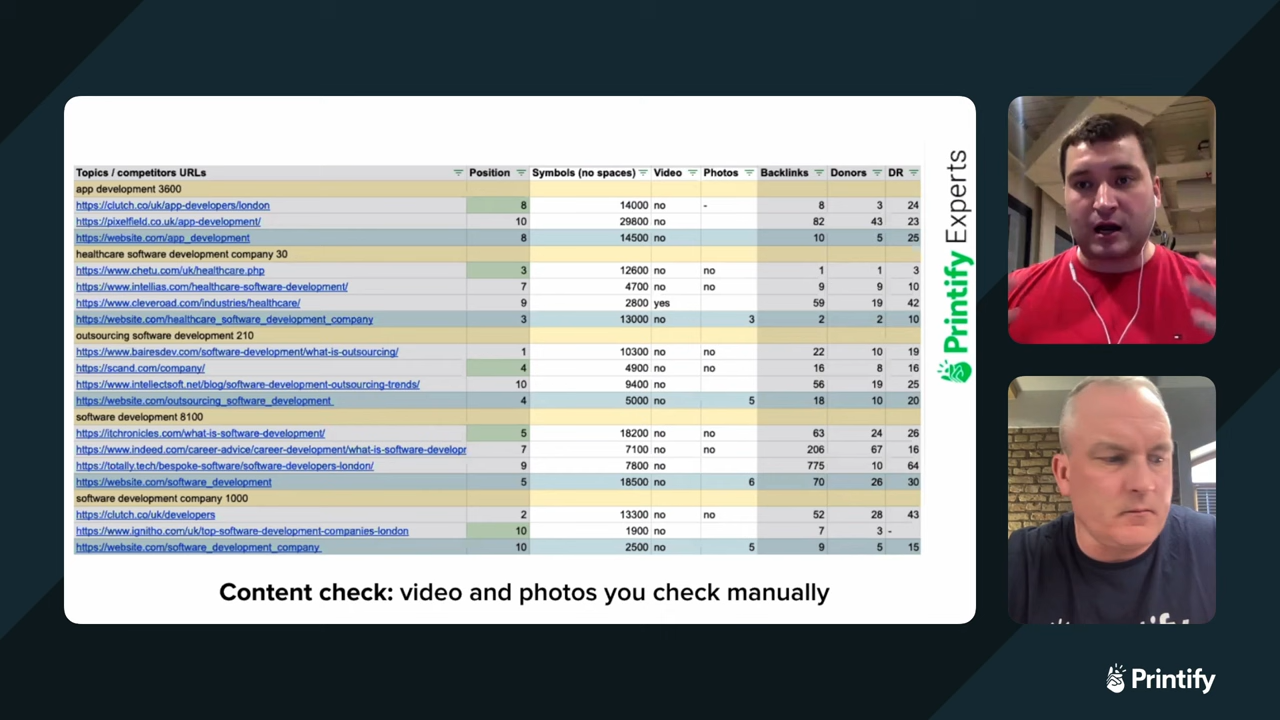 Topics / competitors URLs Position Symbols (no spaces) Video Photos Backlinks Donors DR
app development 3600
https://clutch.co/uk/app-developers/london 8 14000 no - 8 3 24
https://pixelfield.co.uk/app-development/ 10 29800 no 82 43 23
https://website.com/app_development 8 14500 no 10 5 25
healthcare software development company 30
https://www.chetu.com/uk/healthcare.php 3 12600 no no 1 1 3
https://www.intellias.com/healthcare-software-development/ 7 4700 no no 9 9 10
https://www.cleveroad.com/industries/healthcare/ 9 2800 yes 59 19 42
https://website.com/healthcare_software_development_company 3 13000 no 3 2 2 10
outsourcing software development 210
https://www.bairesdev.com/software-development/what-is-outsourcing/ 1 10300 no no 22 10 19
https://scand.com/company/ 4 4900 no no 16 8 16
https://www.intellectsoft.net/blog/software-development-outsourcing-trends/ 10 9400 no 56 19 25
https://website.com/outsourcing_software_development 4 5000 no 5 18 10 20
software development 8100
https://itchronicles.com/what-is-software-development/ 5 18200 no no 63 24 26
https://www.indeed.com/career-advice/career-development/what-is-software-developr 7 7100 no no 206 67 16
https://totally.tech/bespoke-software/software-developers-london/ 9 7800 no 775 10 64
https://website.com/software_development 5 18500 no 6 70 26 30
software development company 1000
https://clutch.co/uk/developers 2 13300 no no 52 28 43
https://www.ignitho.com/uk/top-software-development-companies-london 10 1900 no 7 3 -
https://website.com/software_development_company 10 2500 no 5 9 5 15
Content check: video and photos you check manually
Printify Experts
Printify